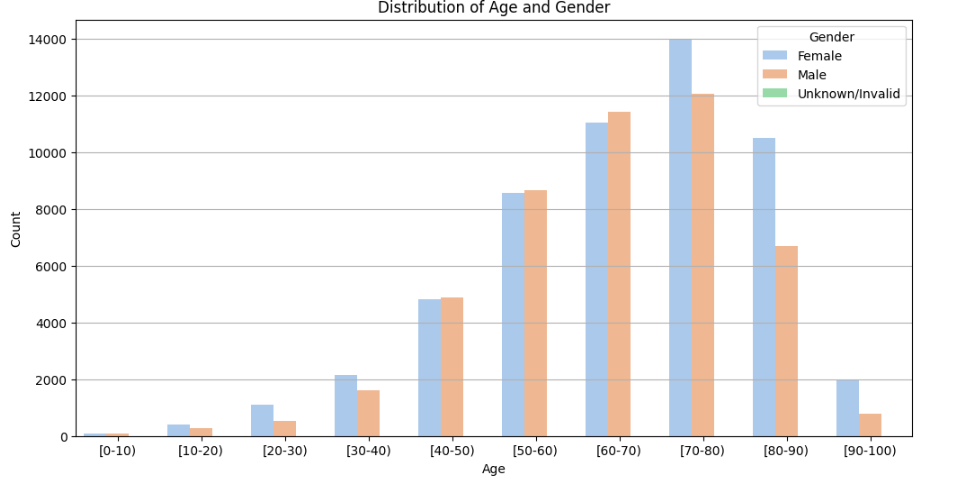 Distribution of Age and Gender
14000
12000
10000
8000
6000
4000
2000
0
Count
Gender
Female
Male
Unknown/Invalid
[0-10)
[10-20)
[20-30)
[30-40)
[40-50)
[50-60)
[60-70)
[70-80)
[80-90)
[90-100)
Age